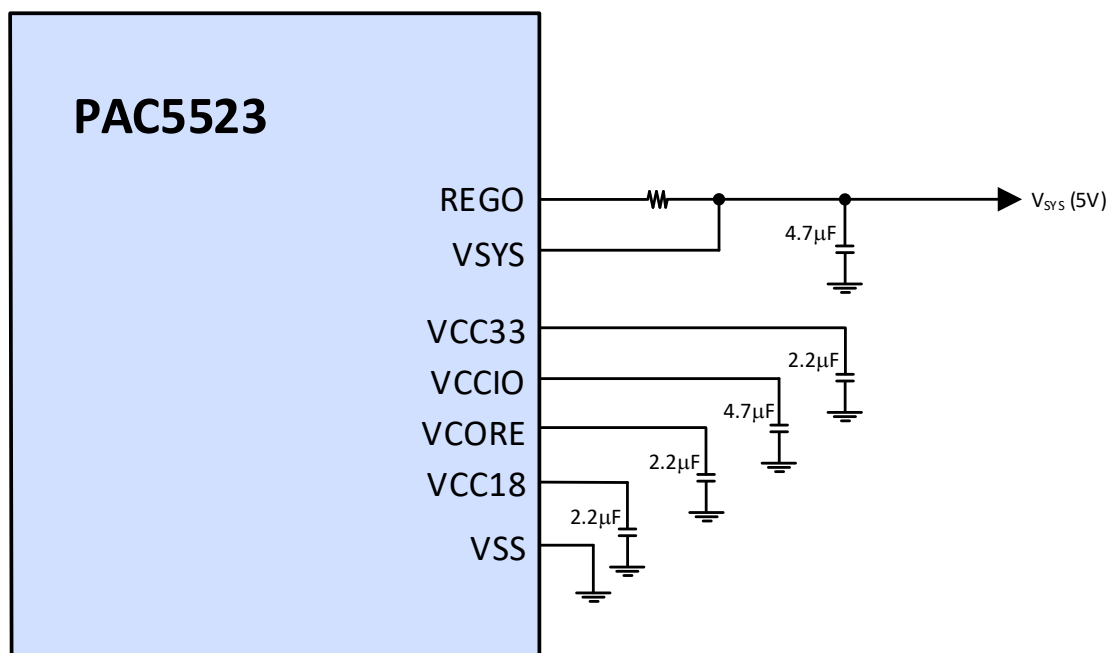 PAC5523
REGO
VSYS (5V)
VSYS
4.7μF
VCC33
2.2μF
VCCIO
4.7μF
VCORE
2.2μF
VCC18
2.2μF
VSS